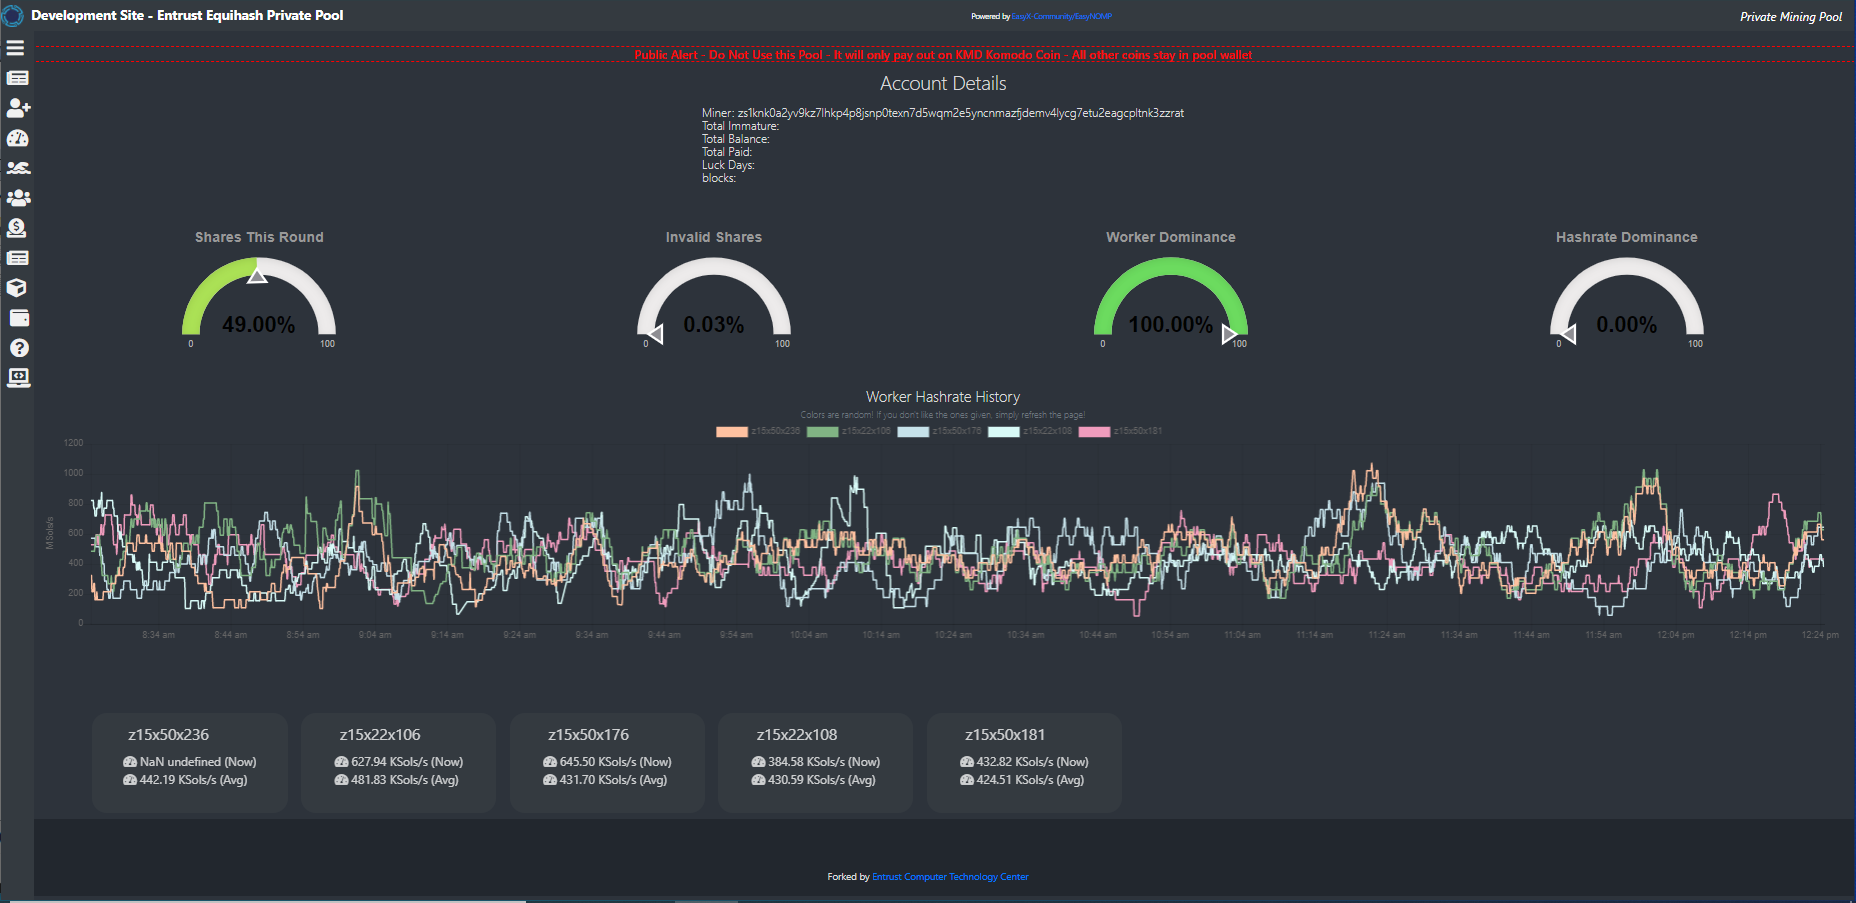 Development Site - Entrust Equihash Private Pool
Powered by EasyX-Community/EasyNOMP
Private Mining Pool
Public Alert - Do Not Use this Pool - It will only pay out on KMD Komodo Coin - All other coins stay in pool wallet
Account Details
Miner: zs1knk0a2yv9kz7lhkp4p8jsnp0texn7d5wqm2e5yncnmazfjdemv4lycg7etu2eagcpltnk3zzrat
Total Immature:
Total Balance:
Total Paid:
Luck Days:
blocks:
Shares This Round
49.00%
0 100
Invalid Shares
0.03%
0 100
Worker Dominance
100.00%
0 100
Hashrate Dominance
0.00%
0 100
Worker Hashrate History
Colors are random! If you don't like the ones given, simply refresh the page!
z15x50x236 z15x22x106 z15x50x176 z15x22x108 z15x50x181
MSols/s
1200
1000
800
600
400
200
0
8:34 am 8:44 am 8:54 am 9:04 am 9:14 am 9:24 am 9:34 am 9:44 am 9:54 am 10:04 am 10:14 am 10:24 am 10:34 am 10:44 am 10:54 am 11:04 am 11:14 am 11:24 am 11:34 am 11:44 am 11:54 am 12:04 pm 12:14 pm 12:24 pm
z15x50x236
NaN undefined (Now)
442.19 KSols/s (Avg)
z15x22x106
627.94 KSols/s (Now)
481.83 KSols/s (Avg)
z15x50x176
645.50 KSols/s (Now)
431.70 KSols/s (Avg)
z15x22x108
384.58 KSols/s (Now)
430.59 KSols/s (Avg)
z15x50x181
432.82 KSols/s (Now)
424.51 KSols/s (Avg)
Forked by Entrust Computer Technology Center